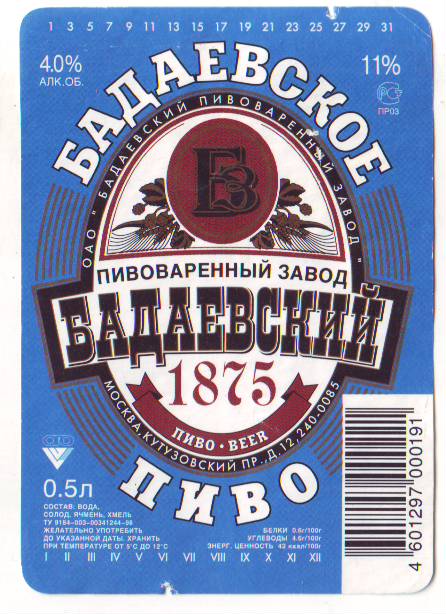 1 3 5 7 9 11 13 15 17 19 21 23 25 27 29 31
4.0%
АЛК.ОБ.
11%
РС
ПР03
БАДАЕВСКОЕ
ОАО "БАДАЕВСКИЙ ПИВОВАРЕННЫЙ ЗАВОД"
БЗ
ПИВОВАРЕННЫЙ ЗАВОД
БАДАЕВСКИЙ
1875
ПИВО • BEER
МОСКВА, КУТУЗОВСКИЙ ПР., Д.12, 240-0085
ПИВО
0.5л
СОСТАВ: ВОДА,
СОЛОД, ЯЧМЕНЬ, ХМЕЛЬ
ТУ 9184-003-00341244-96
ЖЕЛАТЕЛЬНО УПОТРЕБИТЬ
ДО УКАЗАННОЙ ДАТЫ. ХРАНИТЬ
ПРИ ТЕМПЕРАТУРЕ ОТ 5°С ДО 12°С
БЕЛКИ 0.6г/100г
УГЛЕВОДЫ 4.6г/100г
ЭНЕРГ. ЦЕННОСТЬ 42 ккал/100г
I II III IV V VI VII VIII IX X XI XII
4 601297 000191